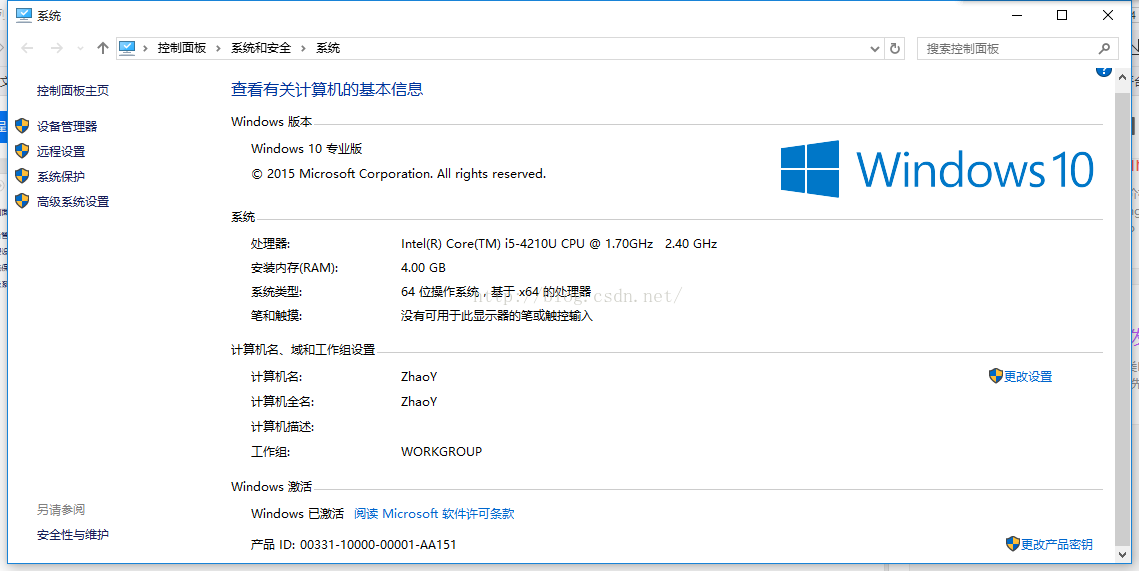 系统
控制面板 系统和安全 系统
搜索控制面板
控制面板主页
设备管理器
远程设置
系统保护
高级系统设置
另请参阅
安全性与维护
查看有关计算机的基本信息
Windows 版本
Windows 10 专业版
© 2015 Microsoft Corporation. All rights reserved.
Windows 10
系统
处理器: Intel(R) Core(TM) i5-4210U CPU @ 1.70GHz 2.40 GHz
安装内存(RAM): 4.00 GB
系统类型: 64 位操作系统，基于 x64 的处理器
http://blog.csdn.net/
笔和触摸: 没有可用于此显示器的笔或触控输入
计算机名、域和工作组设置
计算机名: ZhaoY
更改设置
计算机全名: ZhaoY
计算机描述:
工作组: WORKGROUP
Windows 激活
Windows 已激活 阅读 Microsoft 软件许可条款
产品 ID: 00331-10000-00001-AA151
更改产品密钥